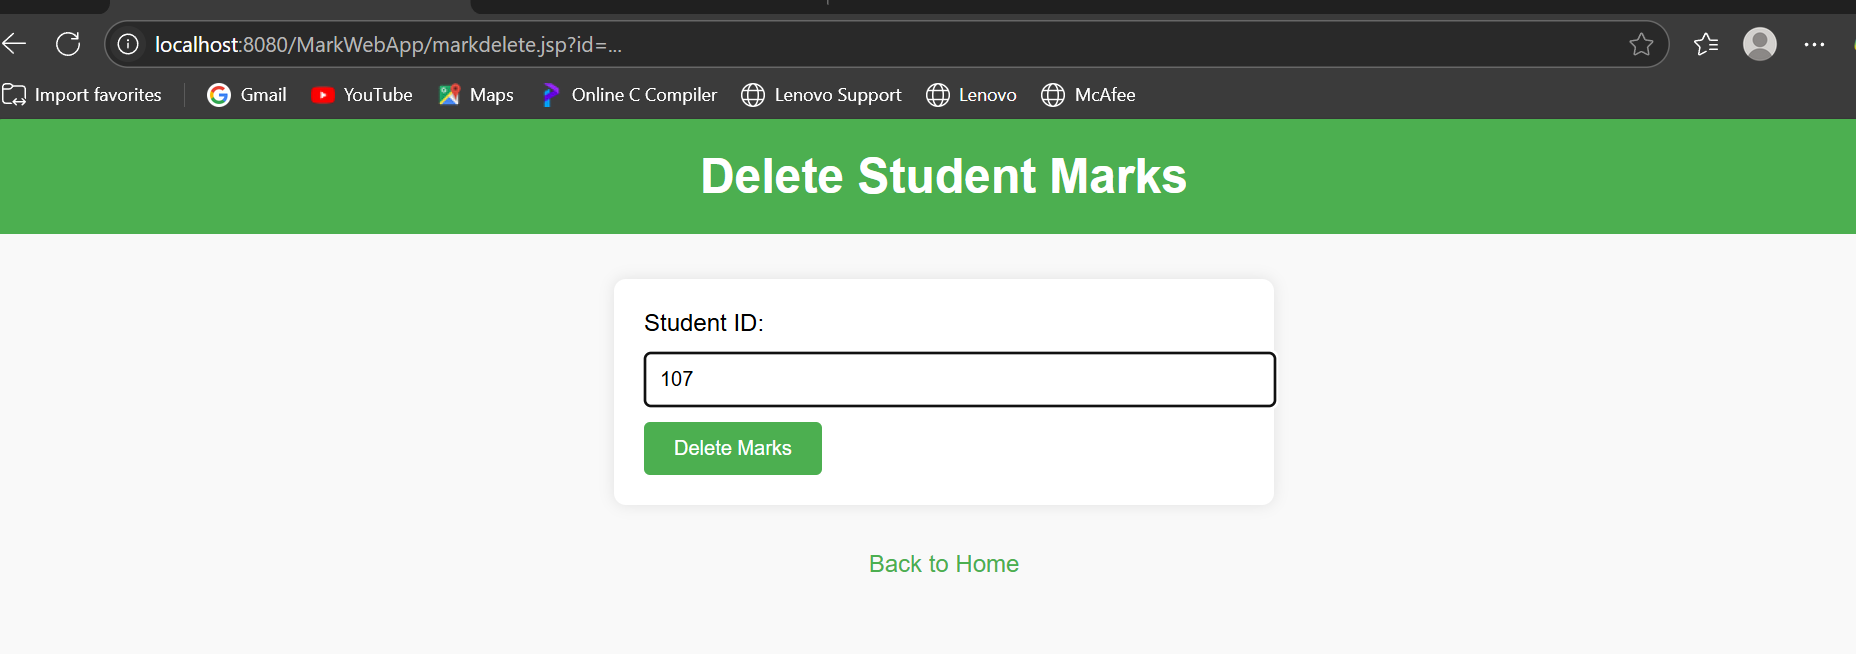 localhost:8080/MarkWebApp/markdelete.jsp?id=...
Import favorites Gmail YouTube Maps Online C Compiler Lenovo Support Lenovo McAfee
Delete Student Marks
Student ID:
107
Delete Marks
Back to Home